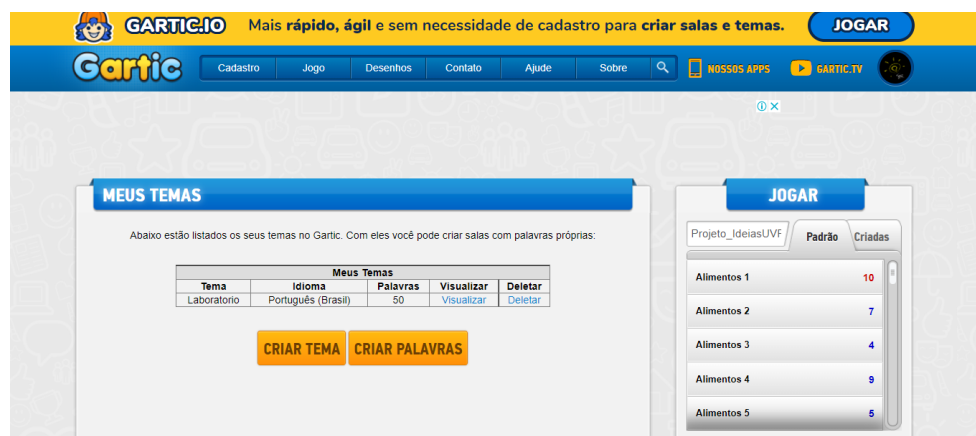 GARTIC.IO Mais rápido, ágil e sem necessidade de cadastro para criar salas e temas. JOGAR
Gartic Cadastro Jogo Desenhos Contato Ajude Sobre NOSSOS APPS GARTIC.TV
MEUS TEMAS
Abaixo estão listados os seus temas no Gartic. Com eles você pode criar salas com palavras próprias:
Meus Temas
Tema Idioma Palavras Visualizar Deletar
Laboratorio Português (Brasil) 50 Visualizar Deletar
CRIAR TEMA CRIAR PALAVRAS
JOGAR
Projeto_IdeiasUVF Padrão Criadas
Alimentos 1 10
Alimentos 2 7
Alimentos 3 4
Alimentos 4 9
Alimentos 5 5